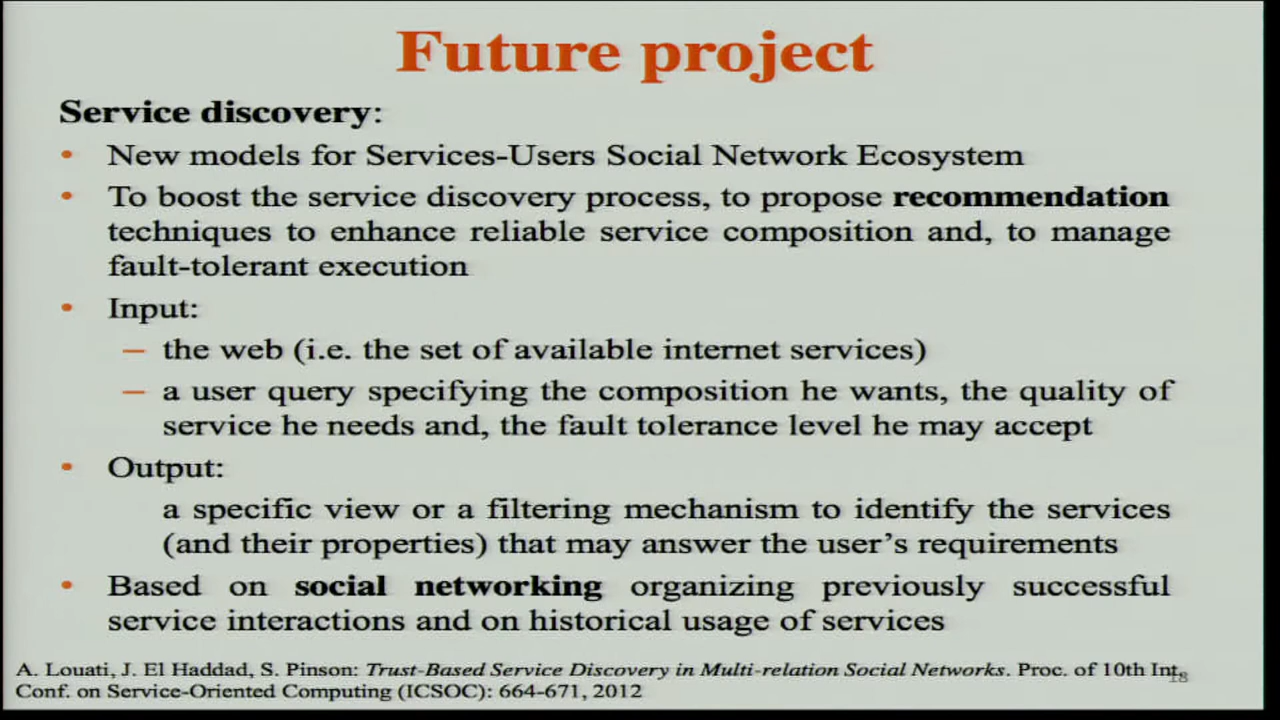 Future project
Service discovery:
• New models for Services-Users Social Network Ecosystem
• To boost the service discovery process, to propose recommendation
techniques to enhance reliable service composition and, to manage
fault-tolerant execution
• Input:
– the web (i.e. the set of available internet services)
– a user query specifying the composition he wants, the quality of
service he needs and, the fault tolerance level he may accept
• Output:
a specific view or a filtering mechanism to identify the services
(and their properties) that may answer the user's requirements
• Based on social networking organizing previously successful
service interactions and on historical usage of services
A. Louati, J. El Haddad, S. Pinson: Trust-Based Service Discovery in Multi-relation Social Networks. Proc. of 10th Int.
18
Conf. on Service-Oriented Computing (ICSOC): 664-671, 2012